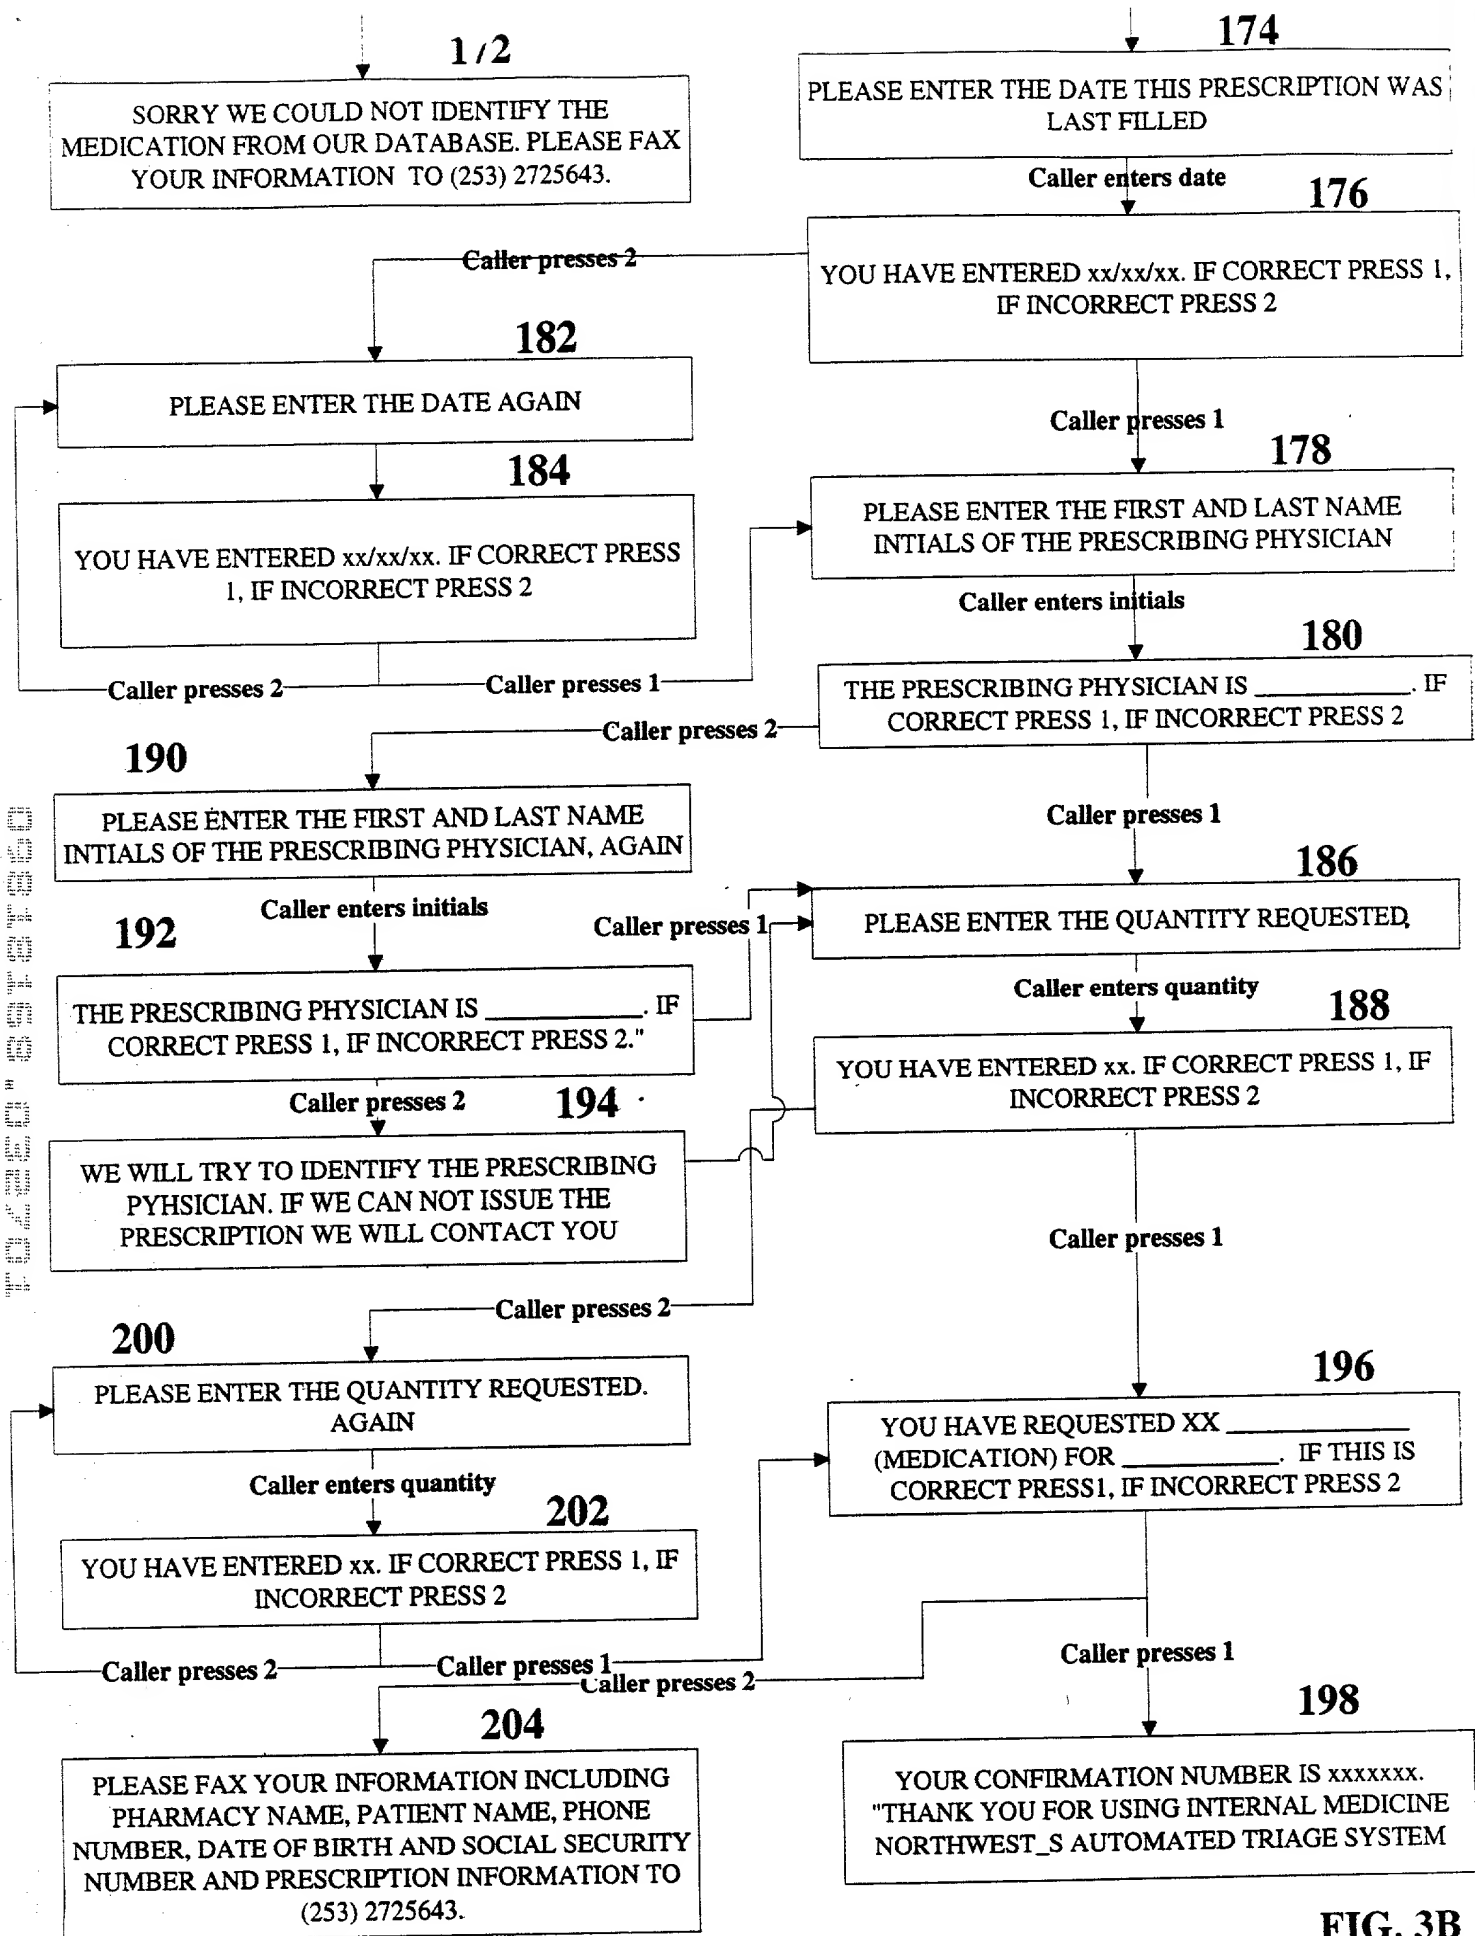 1/2
SORRY WE COULD NOT IDENTIFY THE
MEDICATION FROM OUR DATABASE. PLEASE FAX
YOUR INFORMATION TO (253) 2725643.
174
PLEASE ENTER THE DATE THIS PRESCRIPTION WAS
LAST FILLED
Caller enters date
176
YOU HAVE ENTERED xx/xx/xx. IF CORRECT PRESS 1,
IF INCORRECT PRESS 2
Caller presses 2
182
PLEASE ENTER THE DATE AGAIN
184
YOU HAVE ENTERED xx/xx/xx. IF CORRECT PRESS
1, IF INCORRECT PRESS 2
Caller presses 2
Caller presses 1
Caller presses 1
178
PLEASE ENTER THE FIRST AND LAST NAME
INTIALS OF THE PRESCRIBING PHYSICIAN
Caller enters initials
180
THE PRESCRIBING PHYSICIAN IS ____________. IF
CORRECT PRESS 1, IF INCORRECT PRESS 2
Caller presses 2
190
PLEASE ENTER THE FIRST AND LAST NAME
INTIALS OF THE PRESCRIBING PHYSICIAN, AGAIN
Caller enters initials
192
THE PRESCRIBING PHYSICIAN IS ____________. IF
CORRECT PRESS 1, IF INCORRECT PRESS 2."
Caller presses 2
194
WE WILL TRY TO IDENTIFY THE PRESCRIBING
PYHSICIAN. IF WE CAN NOT ISSUE THE
PRESCRIPTION WE WILL CONTACT YOU
Caller presses 1
Caller presses 1
186
PLEASE ENTER THE QUANTITY REQUESTED,
Caller enters quantity
188
YOU HAVE ENTERED xx. IF CORRECT PRESS 1, IF
INCORRECT PRESS 2
Caller presses 1
Caller presses 2
200
PLEASE ENTER THE QUANTITY REQUESTED.
AGAIN
Caller enters quantity
202
YOU HAVE ENTERED xx. IF CORRECT PRESS 1, IF
INCORRECT PRESS 2
Caller presses 2
Caller presses 1
196
YOU HAVE REQUESTED XX ______________
(MEDICATION) FOR ____________. IF THIS IS
CORRECT PRESS1, IF INCORRECT PRESS 2
Caller presses 2
Caller presses 1
204
PLEASE FAX YOUR INFORMATION INCLUDING
PHARMACY NAME, PATIENT NAME, PHONE
NUMBER, DATE OF BIRTH AND SOCIAL SECURITY
NUMBER AND PRESCRIPTION INFORMATION TO
(253) 2725643.
198
YOUR CONFIRMATION NUMBER IS xxxxxxx.
"THANK YOU FOR USING INTERNAL MEDICINE
NORTHWEST_S AUTOMATED TRIAGE SYSTEM
FIG. 3B